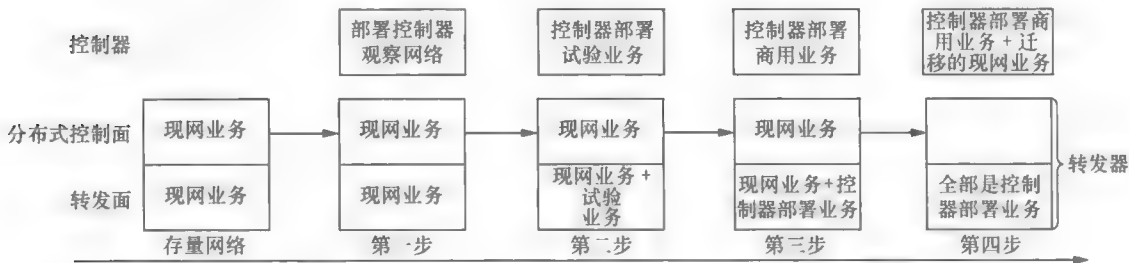 控制器
部署控制器
观察网络
控制器部署
试验业务
控制器部署
商用业务
控制器部署商
用业务+迁
移的现网业务
分布式控制面
现网业务
现网业务
现网业务
现网业务
转发面
现网业务
现网业务
现网业务+
试验
业务
现网业务+控
制器部署业务
全部是控制
器部署业务
转发器
存量网络
第一步
第二步
第三步
第四步